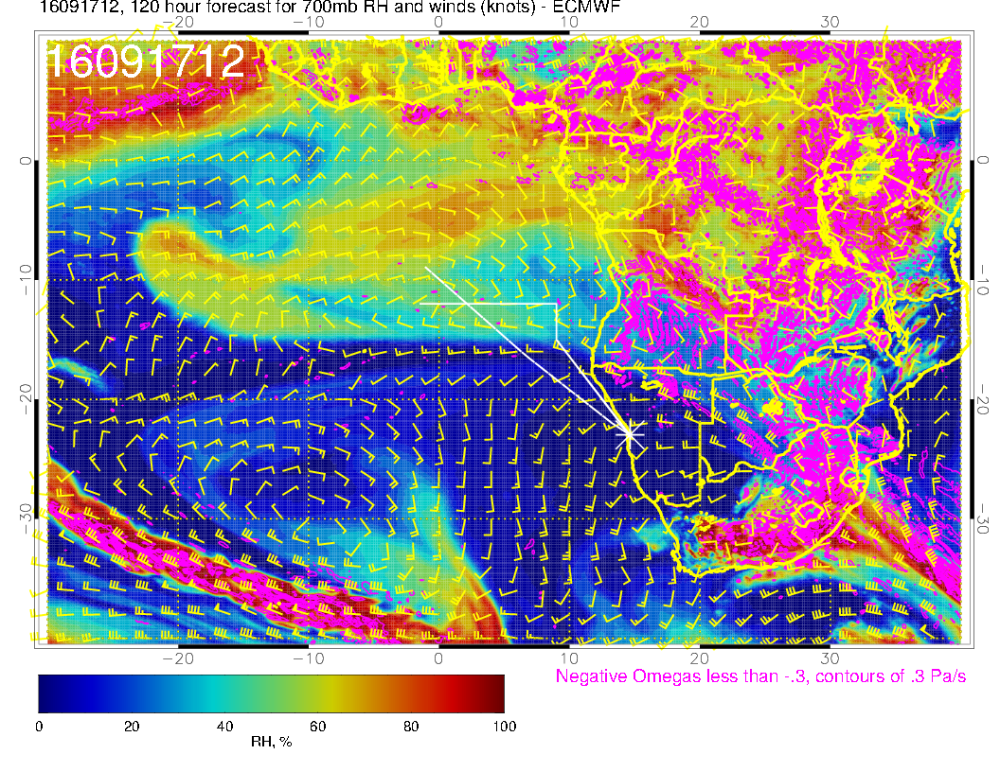 16091712, 120 hour forecast for 700mb RH and winds (knots) - ECMWF
−20 −10 0 10 20 30
16091712
0 0
−10 −10
−20 −20
−30 −30
−20 −10 0 10 20 30
Negative Omegas less than -.3, contours of .3 Pa/s
0 20 40 60 80 100
RH, %